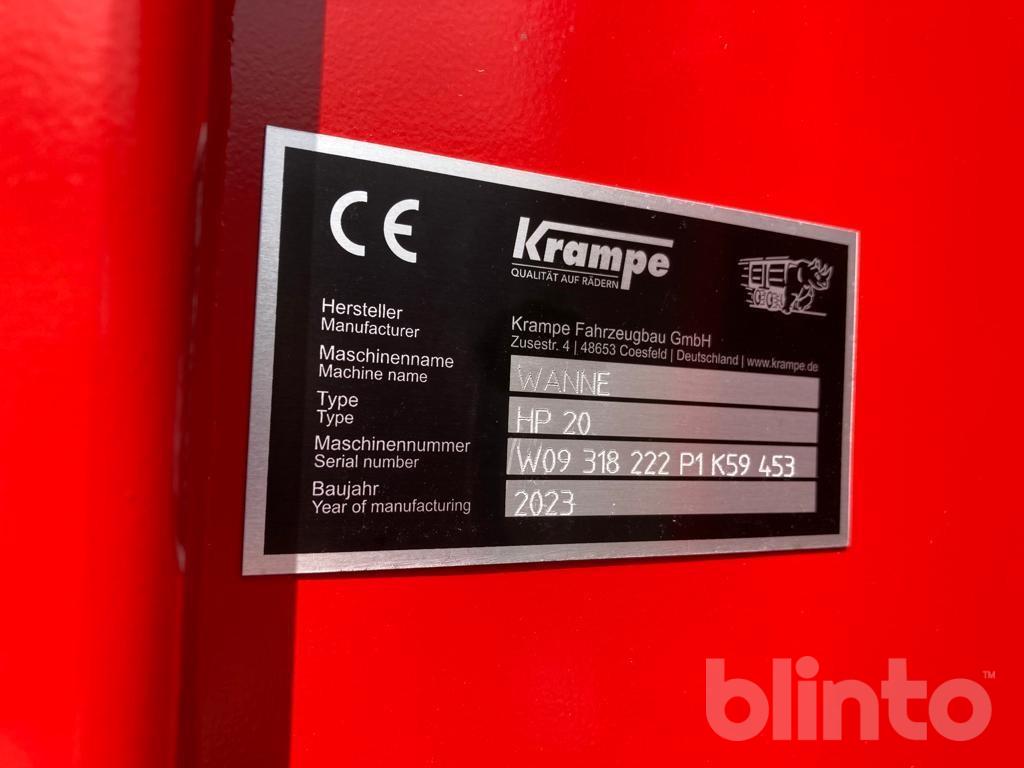 CE
Krampe
QUALITÄT AUF RÄDERN
Hersteller
Manufacturer
Krampe Fahrzeugbau GmbH
Zusestr. 4 | 48653 Coesfeld | Deutschland | www.krampe.de
Maschinenname
Machine name
WANNE
Type
Type
HP 20
Maschinennummer
Serial number
W09 318 222 P1 K59 453
Baujahr
Year of manufacturing
2023
blinto™